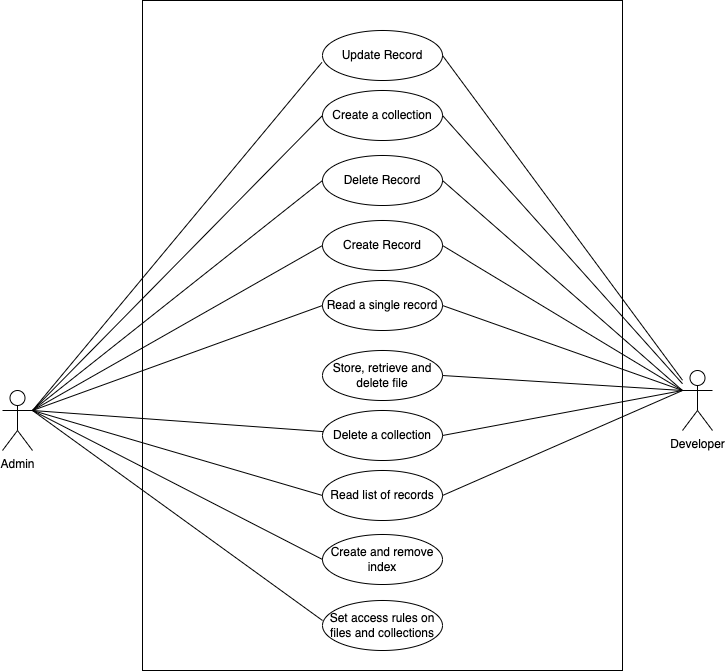 Update Record
Create a collection
Delete Record
Create Record
Read a single record
Store, retrieve and
delete file
Delete a collection
Developer
Admin
Read list of records
Create and remove
index
Set access rules on
files and collections